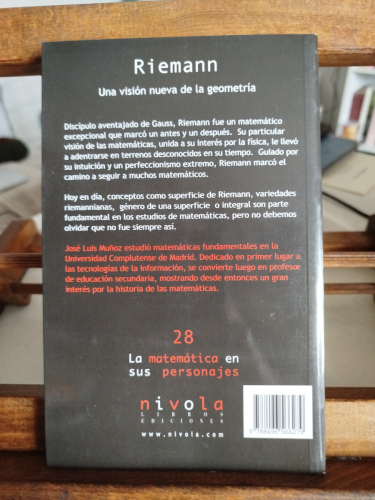 Riemann
Una visión nueva de la geometría
Discípulo aventajado de Gauss, Riemann fue un matemático
excepcional que marcó un antes y un después. Su particular
visión de las matemáticas, unida a su interés por la física, le llevó
a adentrarse en terrenos desconocidos en su tiempo. Guiado por
su intuición y un perfeccionismo extremo, Riemann marcó el
camino a seguir a muchos matemáticos.
Hoy en día, conceptos como superficie de Riemann, variedades
riemannianas, género de una superficie o integral son parte
fundamental en los estudios de matemáticas, pero no debemos
olvidar que no fue siempre así.
José Luis Muñoz estudió matemáticas fundamentales en la
Universidad Complutense de Madrid. Dedicado en primer lugar a
las tecnologías de la información, se convierte luego en profesor
de educación secundaria, mostrando desde entonces un gran
interés por la historia de las matemáticas.
28
La matemática en
sus personajes
nivola
LIBROS
EDICIONES
www.nivola.com